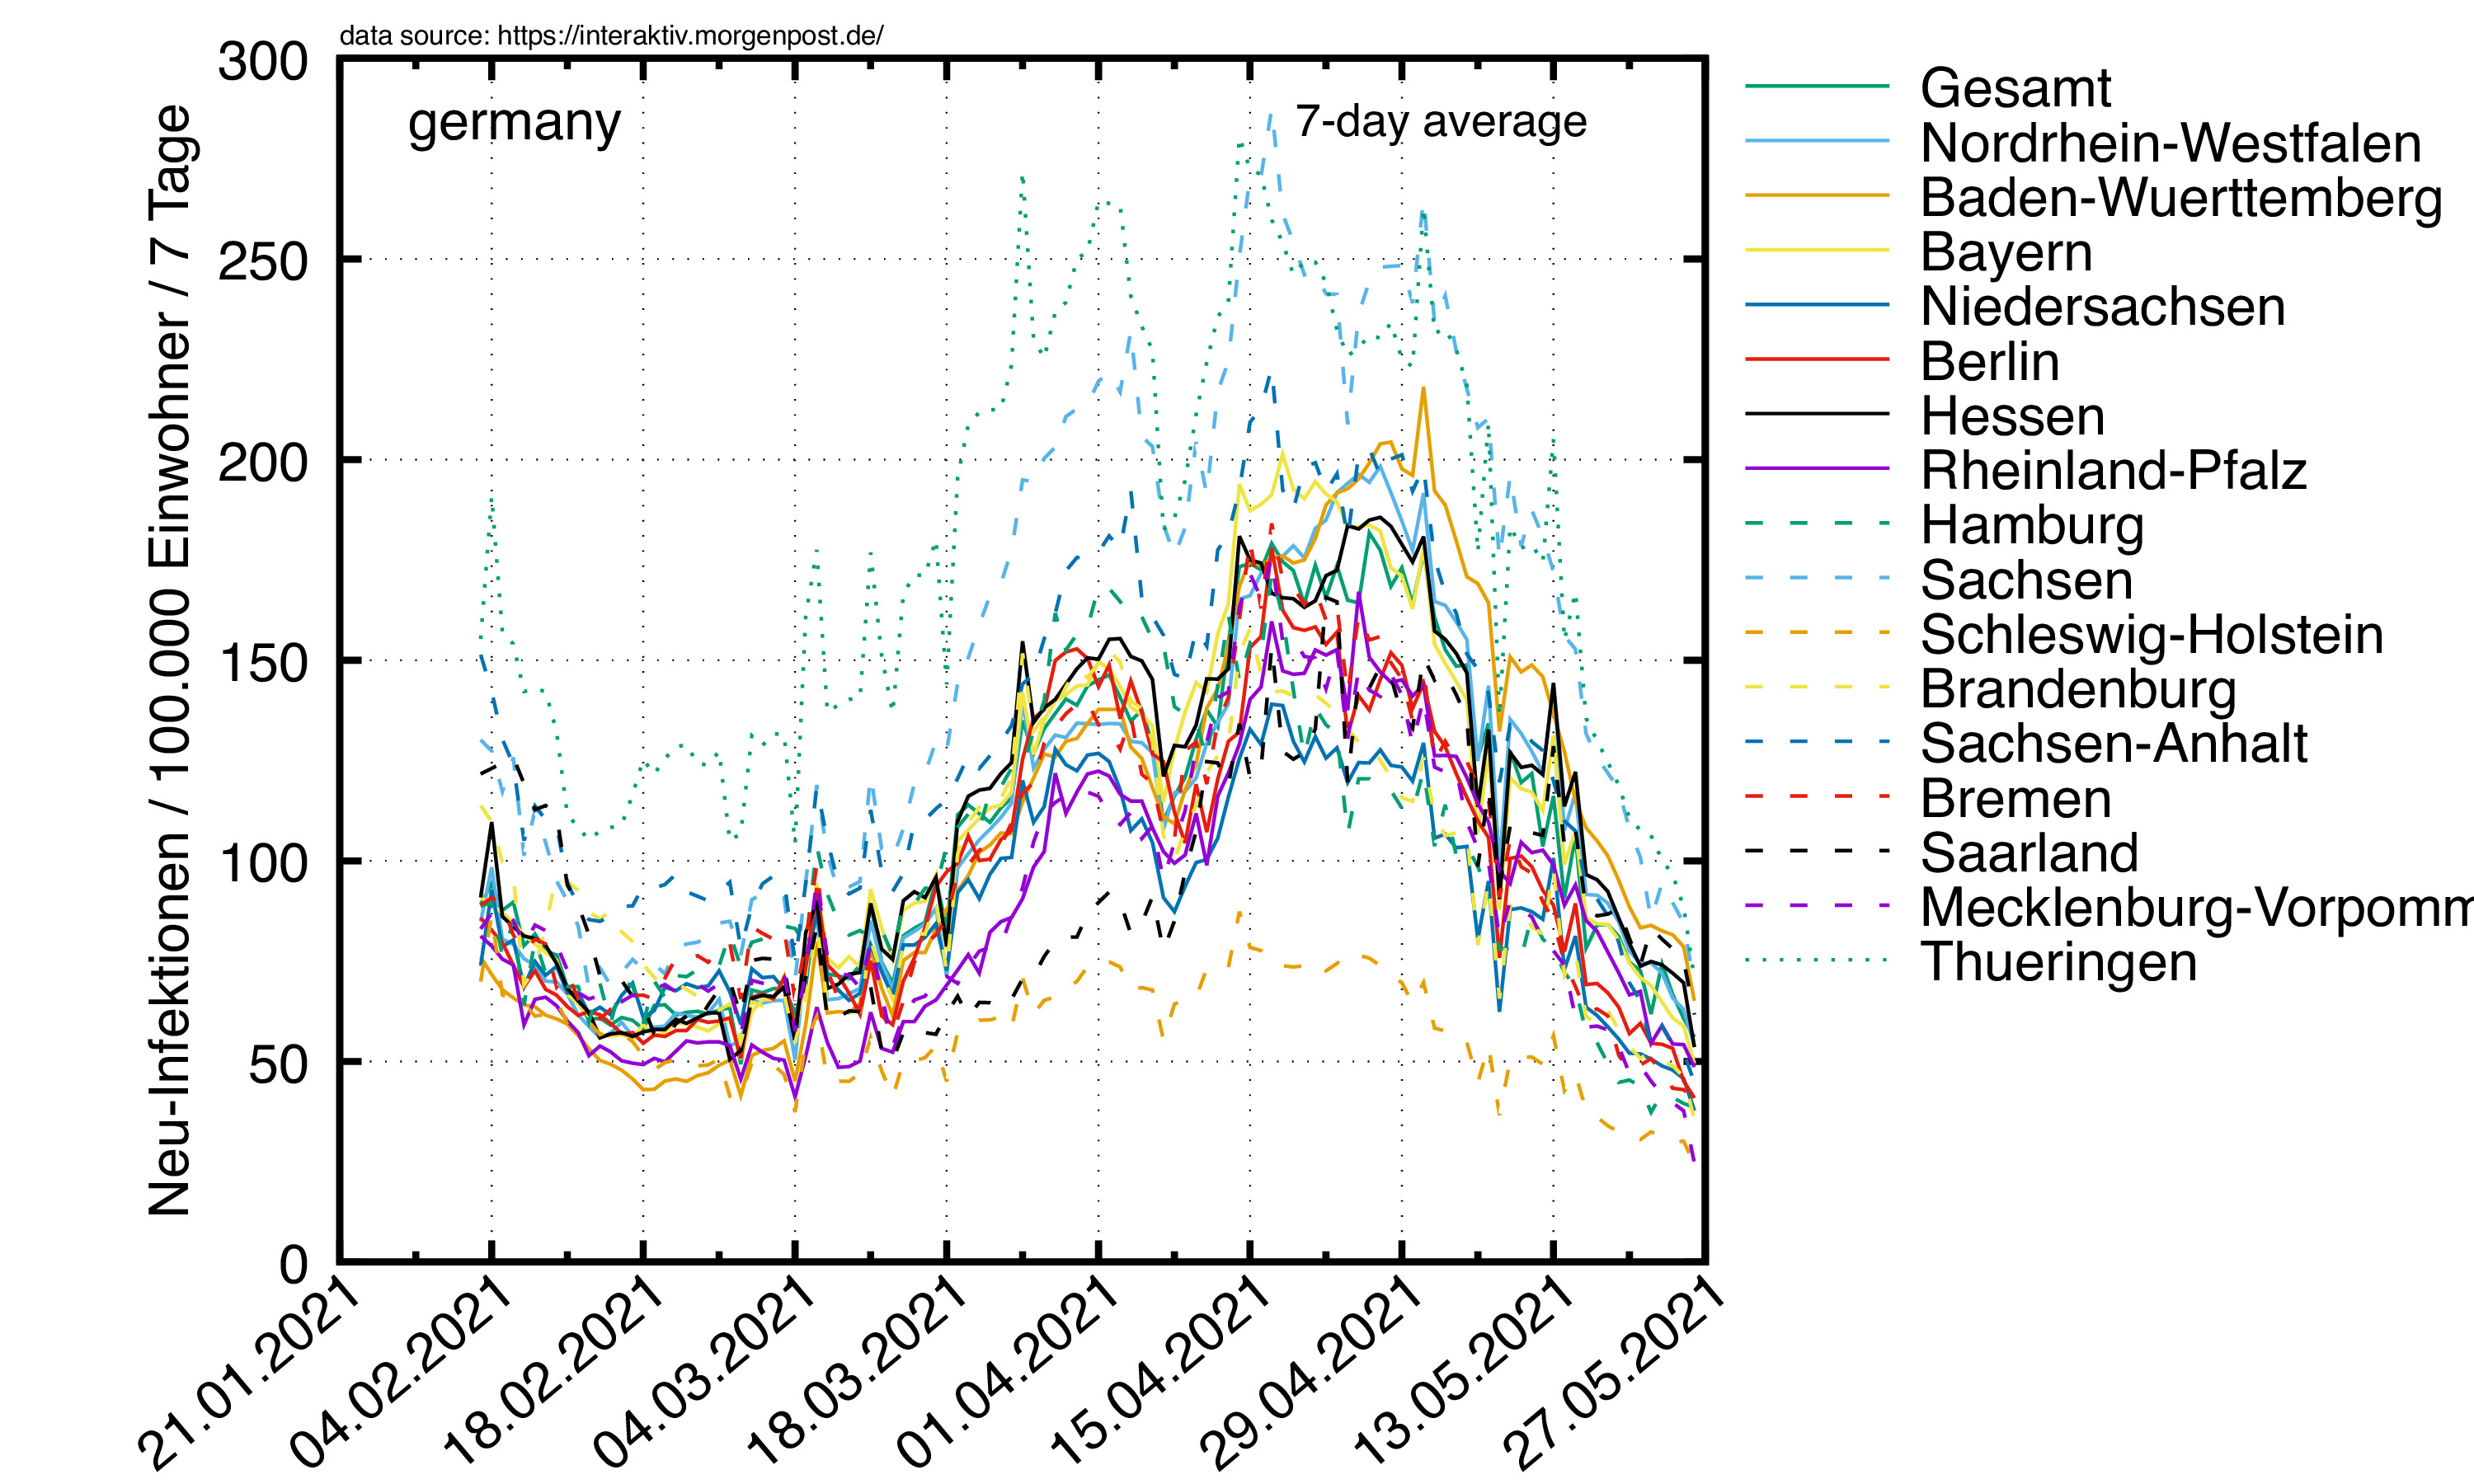 data source: https://interaktiv.morgenpost.de/
germany
7-day average
Neu-Infektionen / 100.000 Einwohner / 7 Tage
300
250
200
150
100
50
0
21.01.2021
04.02.2021
18.02.2021
04.03.2021
18.03.2021
01.04.2021
15.04.2021
29.04.2021
13.05.2021
27.05.2021
Gesamt
Nordrhein-Westfalen
Baden-Wuerttemberg
Bayern
Niedersachsen
Berlin
Hessen
Rheinland-Pfalz
Hamburg
Sachsen
Schleswig-Holstein
Brandenburg
Sachsen-Anhalt
Bremen
Saarland
Mecklenburg-Vorpomm
Thueringen